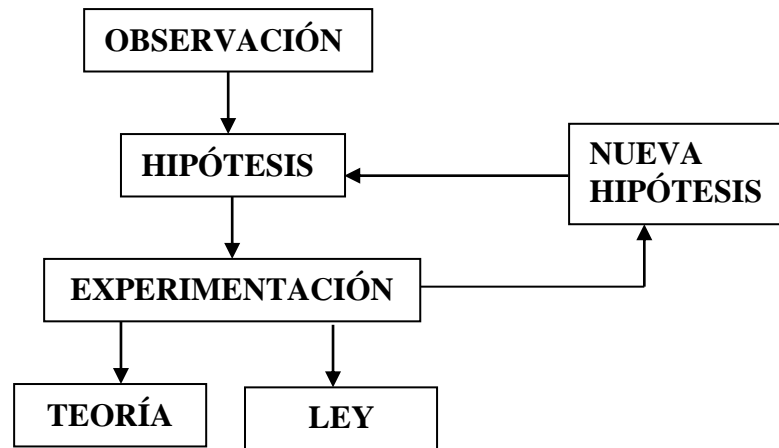 OBSERVACIÓN
HIPÓTESIS
NUEVA
HIPÓTESIS
EXPERIMENTACIÓN
TEORÍA
LEY